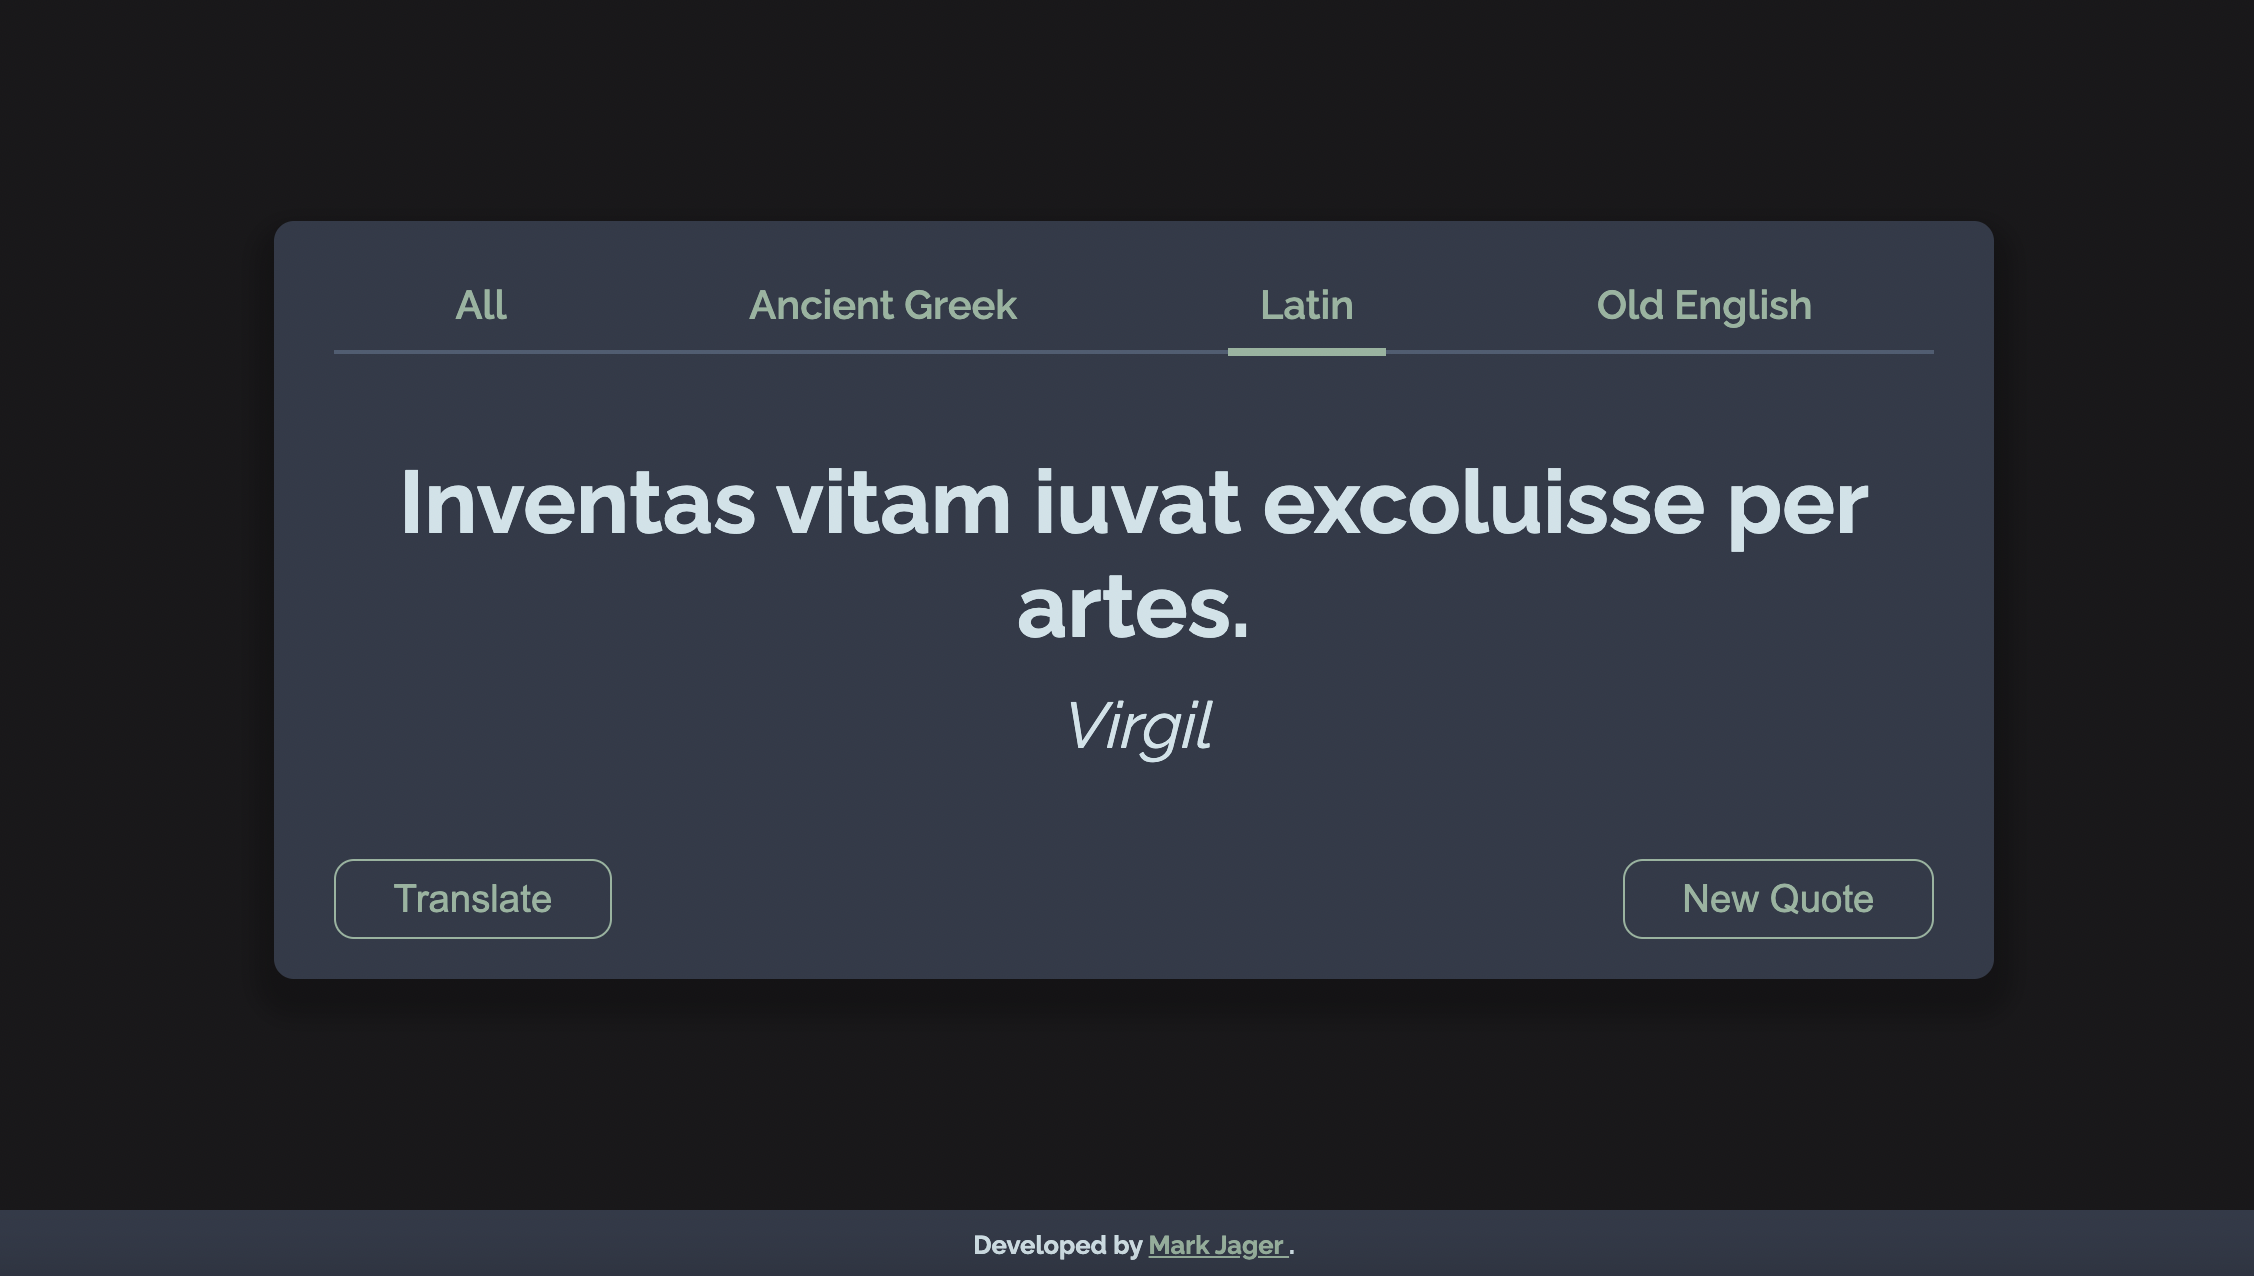 All
Ancient Greek
Latin
Old English
Inventas vitam iuvat excoluisse per
artes.
Virgil
Translate
New Quote
Developed by Mark Jager .